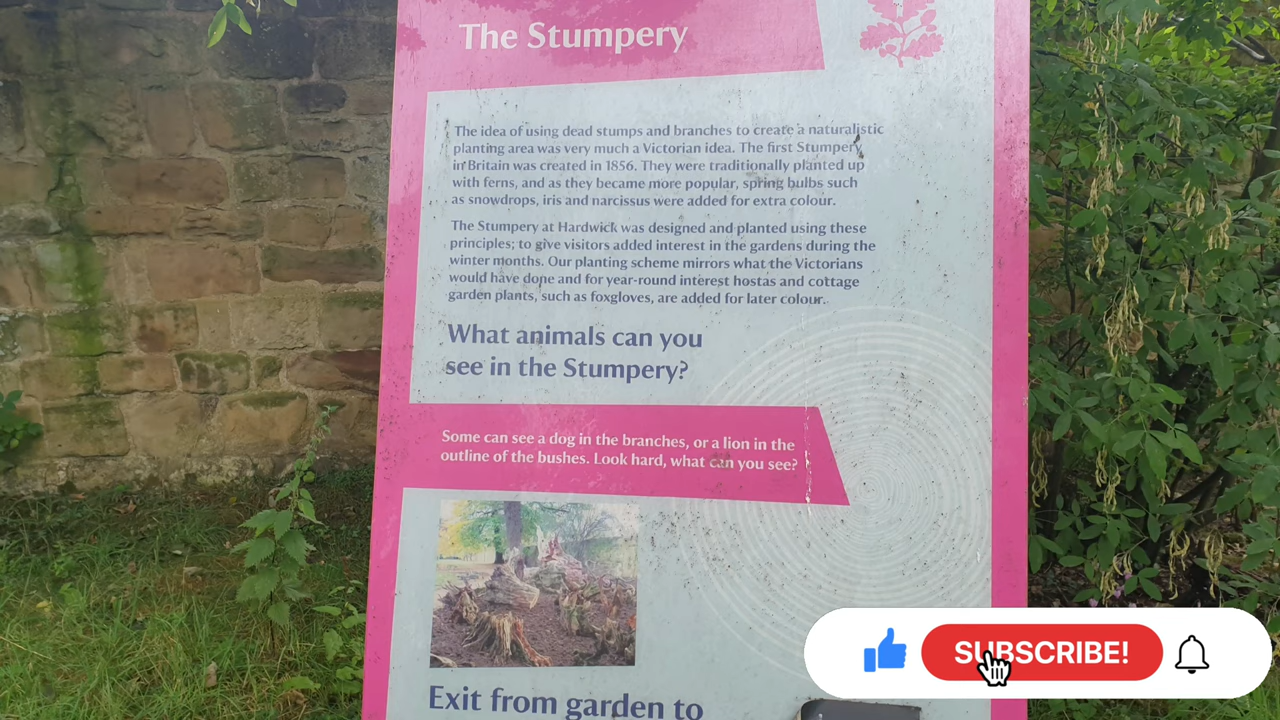 The Stumpery
The idea of using dead stumps and branches to create a naturalistic
planting area was very much a Victorian idea. The first Stumpery
in Britain was created in 1856. They were traditionally planted up
with ferns, and as they became more popular, spring bulbs such
as snowdrops, iris and narcissus were added for extra colour.
The Stumpery at Hardwick was designed and planted using these
principles; to give visitors added interest in the gardens during the
winter months. Our planting scheme mirrors what the Victorians
would have done and for year-round interest hostas and cottage
garden plants, such as foxgloves, are added for later colour.
What animals can you
see in the Stumpery?
Some can see a dog in the branches, or a lion in the
outline of the bushes. Look hard, what can you see?
Exit from garden to
SUBSCRIBE!